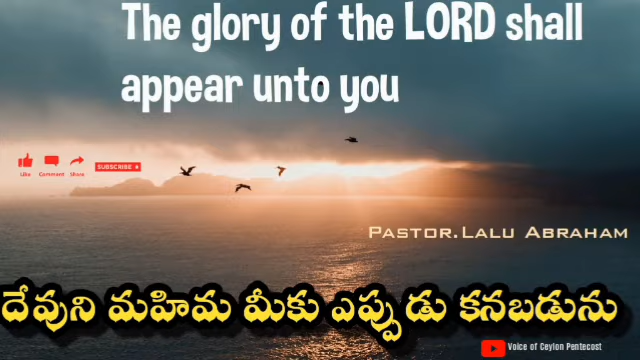 The glory of the LORD shall
appear unto you
Like Comment Share SUBSCRIBE
Pastor.Lalu Abraham
దేవుని మహిమ మీకు ఎప్పుడు కనబడును
Voice of Ceylon Pentecost